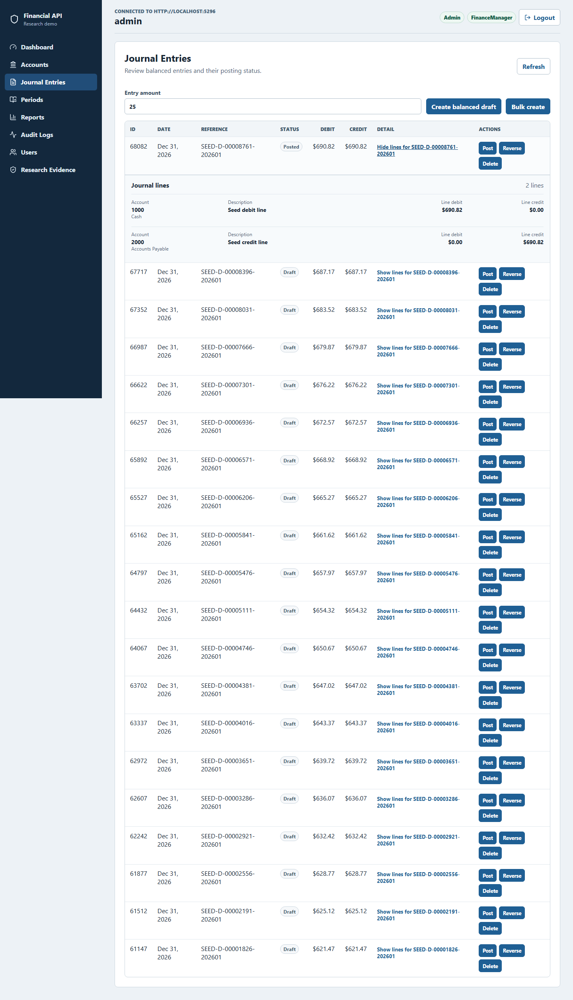 Financial API
Research demo
Dashboard
Accounts
Journal Entries
Periods
Reports
Audit Logs
Users
Research Evidence
CONNECTED TO HTTP://LOCALHOST:5296
admin
Admin
FinanceManager
Logout
Journal Entries
Review balanced entries and their posting status.
Refresh
Entry amount
25
Create balanced draft
Bulk create
ID DATE REFERENCE STATUS DEBIT CREDIT DETAIL ACTIONS
68082 Dec 31, SEED-D-00008761- Posted $690.82 $690.82 Hide lines for SEED-D-00008761- Post Reverse
2026 202601 202601 Delete
Journal lines 2 lines
Account Description Line debit Line credit
1000 Seed debit line $690.82 $0.00
Cash
Account Description Line debit Line credit
2000 Seed credit line $0.00 $690.82
Accounts Payable
67717 Dec 31, SEED-D-00008396- Draft $687.17 $687.17 Show lines for SEED-D-00008396- Post Reverse
2026 202601 202601 Delete
67352 Dec 31, SEED-D-00008031- Draft $683.52 $683.52 Show lines for SEED-D-00008031- Post Reverse
2026 202601 202601 Delete
66987 Dec 31, SEED-D-00007666- Draft $679.87 $679.87 Show lines for SEED-D-00007666- Post Reverse
2026 202601 202601 Delete
66622 Dec 31, SEED-D-00007301- Draft $676.22 $676.22 Show lines for SEED-D-00007301- Post Reverse
2026 202601 202601 Delete
66257 Dec 31, SEED-D-00006936- Draft $672.57 $672.57 Show lines for SEED-D-00006936- Post Reverse
2026 202601 202601 Delete
65892 Dec 31, SEED-D-00006571- Draft $668.92 $668.92 Show lines for SEED-D-00006571- Post Reverse
2026 202601 202601 Delete
65527 Dec 31, SEED-D-00006206- Draft $665.27 $665.27 Show lines for SEED-D-00006206- Post Reverse
2026 202601 202601 Delete
65162 Dec 31, SEED-D-00005841- Draft $661.62 $661.62 Show lines for SEED-D-00005841- Post Reverse
2026 202601 202601 Delete
64797 Dec 31, SEED-D-00005476- Draft $657.97 $657.97 Show lines for SEED-D-00005476- Post Reverse
2026 202601 202601 Delete
64432 Dec 31, SEED-D-00005111- Draft $654.32 $654.32 Show lines for SEED-D-00005111- Post Reverse
2026 202601 202601 Delete
64067 Dec 31, SEED-D-00004746- Draft $650.67 $650.67 Show lines for SEED-D-00004746- Post Reverse
2026 202601 202601 Delete
63702 Dec 31, SEED-D-00004381- Draft $647.02 $647.02 Show lines for SEED-D-00004381- Post Reverse
2026 202601 202601 Delete
63337 Dec 31, SEED-D-00004016- Draft $643.37 $643.37 Show lines for SEED-D-00004016- Post Reverse
2026 202601 202601 Delete
62972 Dec 31, SEED-D-00003651- Draft $639.72 $639.72 Show lines for SEED-D-00003651- Post Reverse
2026 202601 202601 Delete
62607 Dec 31, SEED-D-00003286- Draft $636.07 $636.07 Show lines for SEED-D-00003286- Post Reverse
2026 202601 202601 Delete
62242 Dec 31, SEED-D-00002921- Draft $632.42 $632.42 Show lines for SEED-D-00002921- Post Reverse
2026 202601 202601 Delete
61877 Dec 31, SEED-D-00002556- Draft $628.77 $628.77 Show lines for SEED-D-00002556- Post Reverse
2026 202601 202601 Delete
61512 Dec 31, SEED-D-00002191- Draft $625.12 $625.12 Show lines for SEED-D-00002191- Post Reverse
2026 202601 202601 Delete
61147 Dec 31, SEED-D-00001826- Draft $621.47 $621.47 Show lines for SEED-D-00001826- Post Reverse
2026 202601 202601 Delete